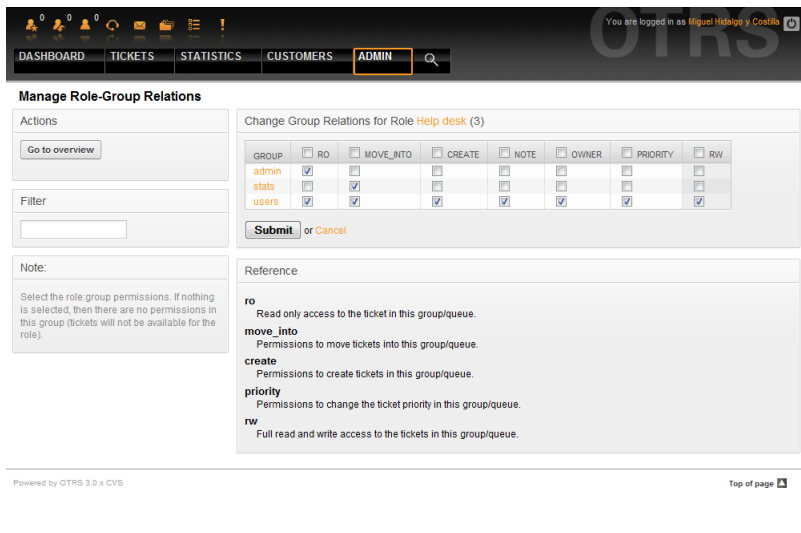 0 0 0
You are logged in as Miguel Hidalgo y Costilla
OTRS
DASHBOARD TICKETS STATISTICS CUSTOMERS ADMIN
Manage Role-Group Relations
Actions
Go to overview
Filter
Note:
Select the role:group permissions. If nothing
is selected, then there are no permissions in
this group (tickets will not be available for the
role).
Change Group Relations for Role Help desk (3)
GROUP RO MOVE_INTO CREATE NOTE OWNER PRIORITY RW
admin
stats
users
Submit or Cancel
Reference
ro
Read only access to the ticket in this group/queue.
move_into
Permissions to move tickets into this group/queue.
create
Permissions to create tickets in this group/queue.
priority
Permissions to change the ticket priority in this group/queue.
rw
Full read and write access to the tickets in this group/queue.
Powered by OTRS 3.0.x CVS
Top of page